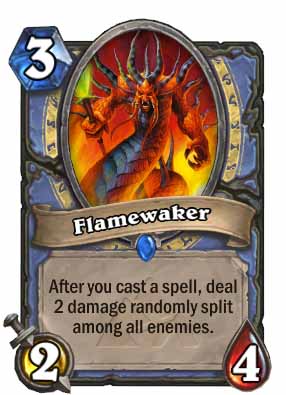 3
Flamewaker
After you cast a spell, deal
2 damage randomly split
among all enemies.
2
4